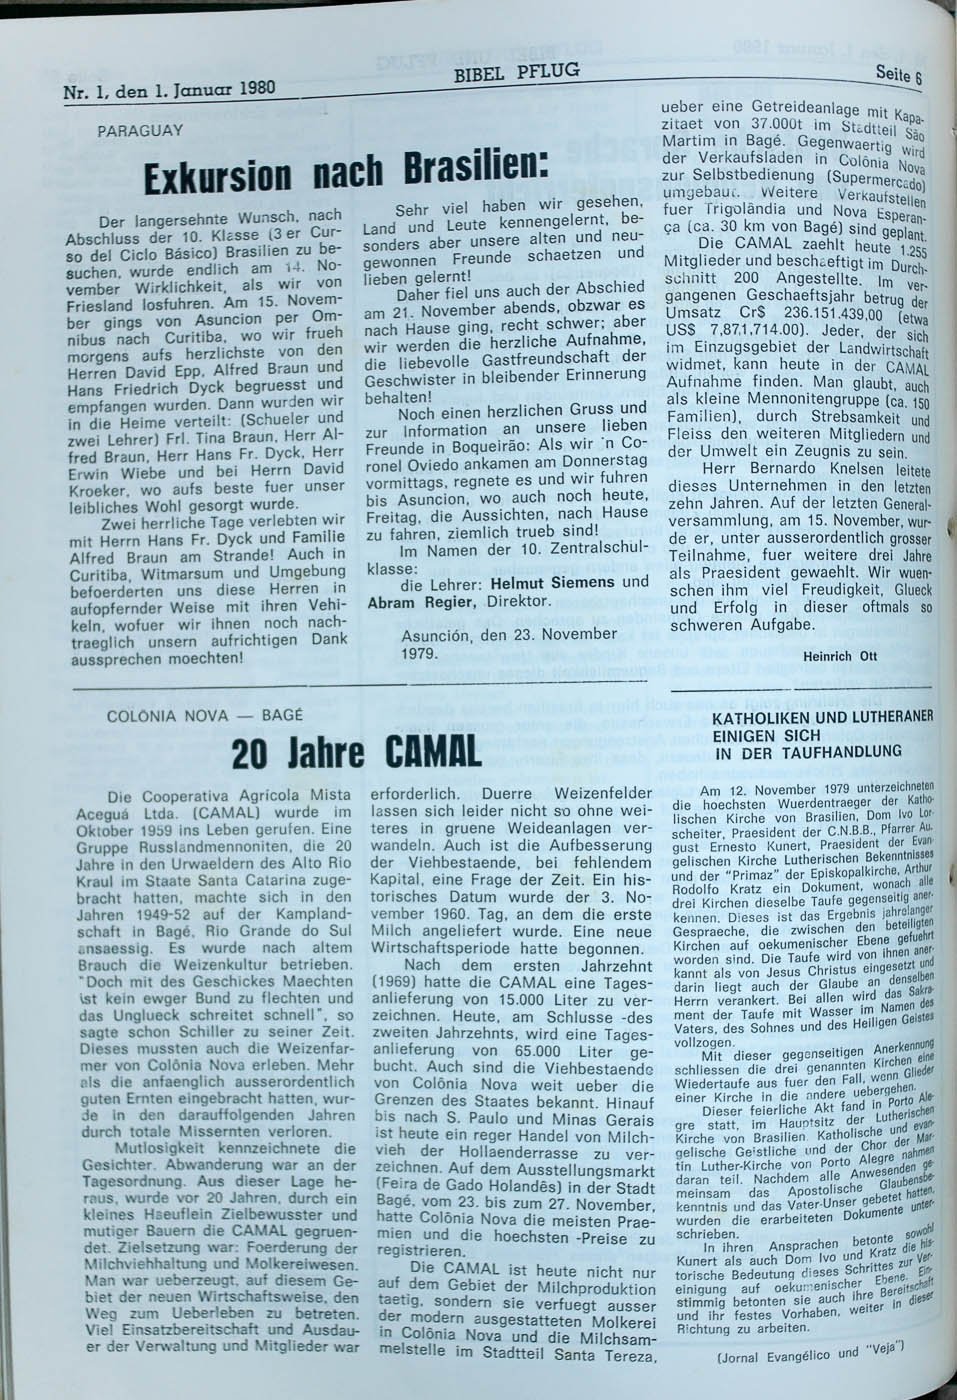 Nr. 1, den 1. Januar 1980
BIBEL PFLUG
Seite 6
PARAGUAY
Exkursion nach Brasilien:
Der langersehnte Wunsch, nach
Abschluss der 10. Klasse (3 er Cur-
so del Ciclo Básico) Brasilien zu be-
suchen, wurde endlich am 14. No-
vember Wirklichkeit, als wir von
Friesland losfuhren. Am 15. Novem-
ber gings von Asuncion per Om-
nibus nach Curitiba, wo wir frueh
morgens aufs herzlichste von den
Herren David Epp, Alfred Braun und
Hans Friedrich Dyck begruesst und
empfangen wurden. Dann wurden wir
in die Heime verteilt: (Schueler und
zwei Lehrer) Frl. Tina Braun, Herr Al-
fred Braun, Herr Hans Fr. Dyck, Herr
Erwin Wiebe und bei Herrn David
Kroeker, wo aufs beste fuer unser
leibliches Wohl gesorgt wurde.
Zwei herrliche Tage verlebten wir
mit Herrn Hans Fr. Dyck und Familie
Alfred Braun am Strande! Auch in
Curitiba, Witmarsum und Umgebung
befoerderten uns diese Herren in
aufopfernder Weise mit ihren Vehi-
keln, wofuer wir ihnen noch nach-
traeglich unsern aufrichtigen Dank
aussprechen moechten!
Sehr viel haben wir gesehen,
Land und Leute kennengelernt, be-
sonders aber unsere alten und neu-
gewonnen Freunde schaetzen und
lieben gelernt!
Daher fiel uns auch der Abschied
am 21. November abends, obzwar es
nach Hause ging, recht schwer; aber
wir werden die herzliche Aufnahme,
die liebevolle Gastfreundschaft der
Geschwister in bleibender Erinnerung
behalten!
Noch einen herzlichen Gruss und
zur Information an unsere lieben
Freunde in Boqueirão: Als wir 'n Co-
ronel Oviedo ankamen am Donnerstag
vormittags, regnete es und wir fuhren
bis Asuncion, wo auch noch heute,
Freitag, die Aussichten, nach Hause
zu fahren, ziemlich trueb sind!
Im Namen der 10. Zentralschul-
klasse:
die Lehrer: Helmut Siemens und
Abram Regier, Direktor.
Asunción, den 23. November
1979.
COLONIA NOVA — BAGÉ
20 Jahre CAMAL
Die Cooperativa Agrícola Mista
Aceguá Ltda. (CAMAL) wurde im
Oktober 1959 ins Leben gerufen. Eine
Gruppe Russlandmennoniten, die 20
Jahre in den Urwaeldern des Alto Rio
Kraul im Staate Santa Catarina zuge-
bracht hatten, machte sich in den
Jahren 1949-52 auf der Kampland-
schaft in Bagé, Rio Grande do Sul
ansaessig. Es wurde nach altem
Brauch die Weizenkultur betrieben.
"Doch mit des Geschickes Maechten
ist kein ewger Bund zu flechten und
das Unglueck schreitet schnell", so
sagte schon Schiller zu seiner Zeit.
Dieses mussten auch die Weizenfar-
mer von Colônia Nova erleben. Mehr
als die anfaenglich ausserordentlich
guten Ernten eingebracht hatten, wur-
de in den darauffolgenden Jahren
durch totale Missernten verloren.
Mutlosigkeit kennzeichnete die
Gesichter. Abwanderung war an der
Tagesordnung. Aus dieser Lage he-
raus, wurde vor 20 Jahren, durch ein
kleines Haeuflein Zielbewusster und
mutiger Bauern die CAMAL gegruen-
det. Zielsetzung war: Foerderung der
Milchviehhaltung und Molkereiwesen.
Man war ueberzeugt, auf diesem Ge-
biet der neuen Wirtschaftsweise, den
Weg zum Ueberleben zu betreten.
Viel Einsatzbereitschaft und Ausdau-
er der Verwaltung und Mitglieder war
erforderlich. Duerre Weizenfelder
lassen sich leider nicht so ohne wei-
teres in gruene Weideanlagen ver-
wandeln. Auch ist die Aufbesserung
der Viehbestaende, bei fehlendem
Kapital, eine Frage der Zeit. Ein his-
torisches Datum wurde der 3. No-
vember 1960. Tag, an dem die erste
Milch angeliefert wurde. Eine neue
Wirtschaftsperiode hatte begonnen.
Nach dem ersten Jahrzehnt
(1969) hatte die CAMAL eine Tages-
anlieferung von 15.000 Liter zu ver-
zeichnen. Heute, am Schlusse -des
zweiten Jahrzehnts, wird eine Tages-
anlieferung von 65.000 Liter ge-
bucht. Auch sind die Viehbestaende
von Colônia Nova weit ueber die
Grenzen des Staates bekannt. Hinauf
bis nach S. Paulo und Minas Gerais
ist heute ein reger Handel von Milch-
vieh der Hollaenderrasse zu ver-
zeichnen. Auf dem Ausstellungsmarkt
(Feira de Gado Holandês) in der Stadt
Bagé, vom 23. bis zum 27. November,
hatte Colônia Nova die meisten Prae-
mien und die hoechsten -Preise zu
registrieren.
Die CAMAL ist heute nicht nur
auf dem Gebiet der Milchproduktion
taetig, sondern sie verfuegt ausser
der modern ausgestatteten Molkerei
in Colônia Nova und die Milchsam-
melstelle im Stadtteil Santa Tereza,
ueber eine Getreideanlage mit Kapa-
zitaet von 37.000t im Stadtteil São
Martim in Bagé. Gegenwaertig wird
der Verkaufsladen in Colônia Nova
zur Selbstbedienung (Supermercado)
umgebaut. Weitere Verkaufstellen
fuer Trigolândia und Nova Esperan-
ça (ca. 30 km von Bagé) sind geplant.
Die CAMAL zaehlt heute 1.255
Mitglieder und beschaeftigt im Durch-
schnitt 200 Angestellte. Im ver-
gangenen Geschaeftsjahr betrug der
Umsatz Cr$ 236.151.439,00 (etwa
US$ 7,87.1,714.00). Jeder, der sich
im Einzugsgebiet der Landwirtschaft
widmet, kann heute in der CAMAL
Aufnahme finden. Man glaubt, auch
als kleine Mennonitengruppe (ca. 150
Familien), durch Strebsamkeit und
Fleiss den weiteren Mitgliedern und
der Umwelt ein Zeugnis zu sein.
Herr Bernardo Knelsen leitete
dieses Unternehmen in den letzten
zehn Jahren. Auf der letzten General-
versammlung, am 15. November, wur-
de er, unter ausserordentlich grosser
Teilnahme, fuer weitere drei Jahre
als Praesident gewaehlt. Wir wuen-
schen ihm viel Freudigkeit, Glueck
und Erfolg in dieser oftmals so
schweren Aufgabe.
Heinrich Ott
KATHOLIKEN UND LUTHERANER
EINIGEN SICH
IN DER TAUFHANDLUNG
Am 12. November 1979 unterzeichneten
die hoechsten Wuerdentraeger der Katho-
lischen Kirche von Brasilien, Dom Ivo Lor-
scheiter, Praesident der C.N.B.B., Pfarrer Au-
gust Ernesto Kunert, Praesident der Evan-
gelischen Kirche Lutherischen Bekenntnisses
und der "Primaz" der Episkopalkirche, Arthur
Rodolfo Kratz ein Dokument, wonach alle
drei Kirchen dieselbe Taufe gegenseitig aner-
kennen. Dieses ist das Ergebnis jahrelanger
Gespraeche, die zwischen den beteiligten
Kirchen auf oekumenischer Ebene gefuehrt
worden sind. Die Taufe wird von ihnen aner-
kannt als von Jesus Christus eingesetzt und
darin liegt auch der Glaube an denselben
Herrn verankert. Bei allen wird das Sakra-
ment der Taufe mit Wasser im Namen des
Vaters, des Sohnes und des Heiligen Geistes
vollzogen.
Mit dieser gegenseitigen Anerkennung
schliessen die drei genannten Kirchen eine
Wiedertaufe aus fuer den Fall, wenn Glieder
einer Kirche in die andere uebergehen.
Dieser feierliche Akt fand in Porto Ale-
gre statt, im Hauptsitz der Lutherischen
Kirche von Brasilien. Katholische und evan-
gelische Geistliche und der Chor der Mar-
tin Luther-Kirche von Porto Alegre nahmen
daran teil. Nachdem alle Anwesenden ge-
meinsam das Apostolische Glaubensbe-
kenntnis und das Vater-Unser gebetet hatten,
wurden die erarbeiteten Dokumente unter-
schrieben.
In ihren Ansprachen betonte sowohl
Kunert als auch Dom Ivo und Kratz die his-
torische Bedeutung dieses Schrittes zur Ver-
einigung auf oekumenischer Ebene. Ein-
stimmig betonten sie auch ihre Bereitschaft
und ihr festes Vorhaben, weiter in dieser
Richtung zu arbeiten.
(Jornal Evangélico und "Veja")